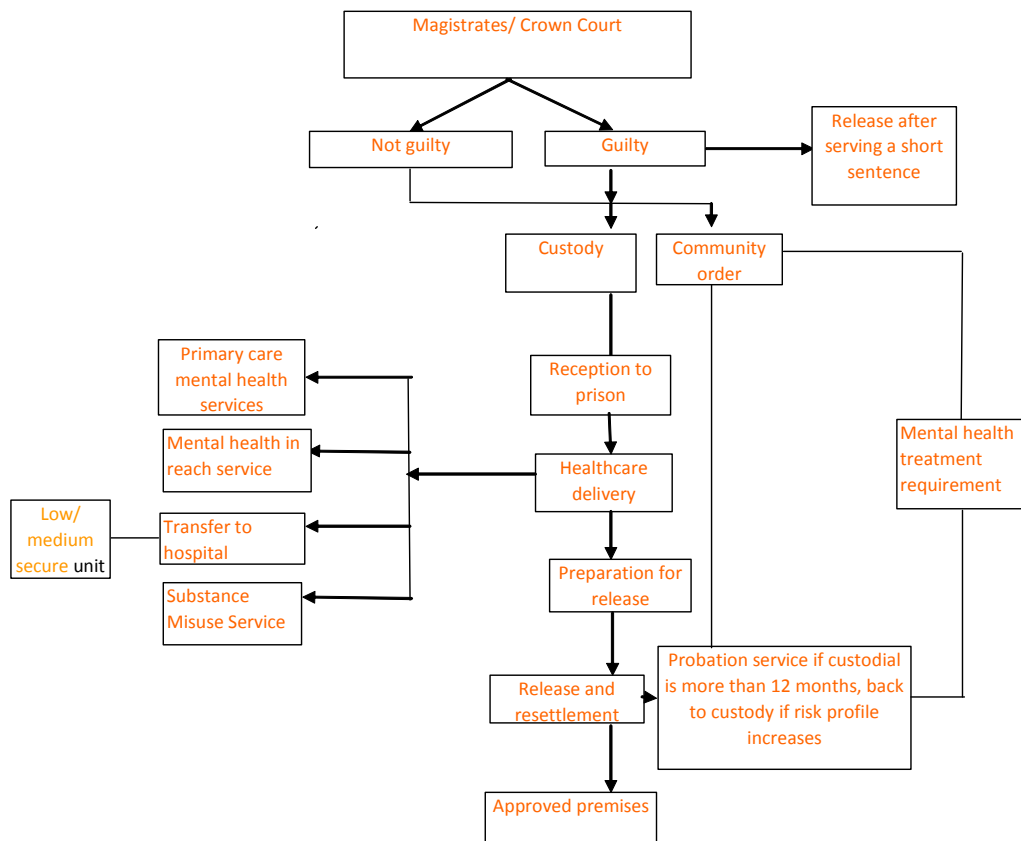 Magistrates/ Crown Court
Not guilty
Guilty
Release after
serving a short
sentence
Custody
Community
order
Primary care
mental health
services
Reception to
prison
Mental health in
reach service
Healthcare
delivery
Mental health
treatment
requirement
Low/
medium
secure unit
Transfer to
hospital
Preparation for
release
Substance
Misuse Service
Release and
resettlement
Probation service if custodial
is more than 12 months, back
to custody if risk profile
increases
Approved premises